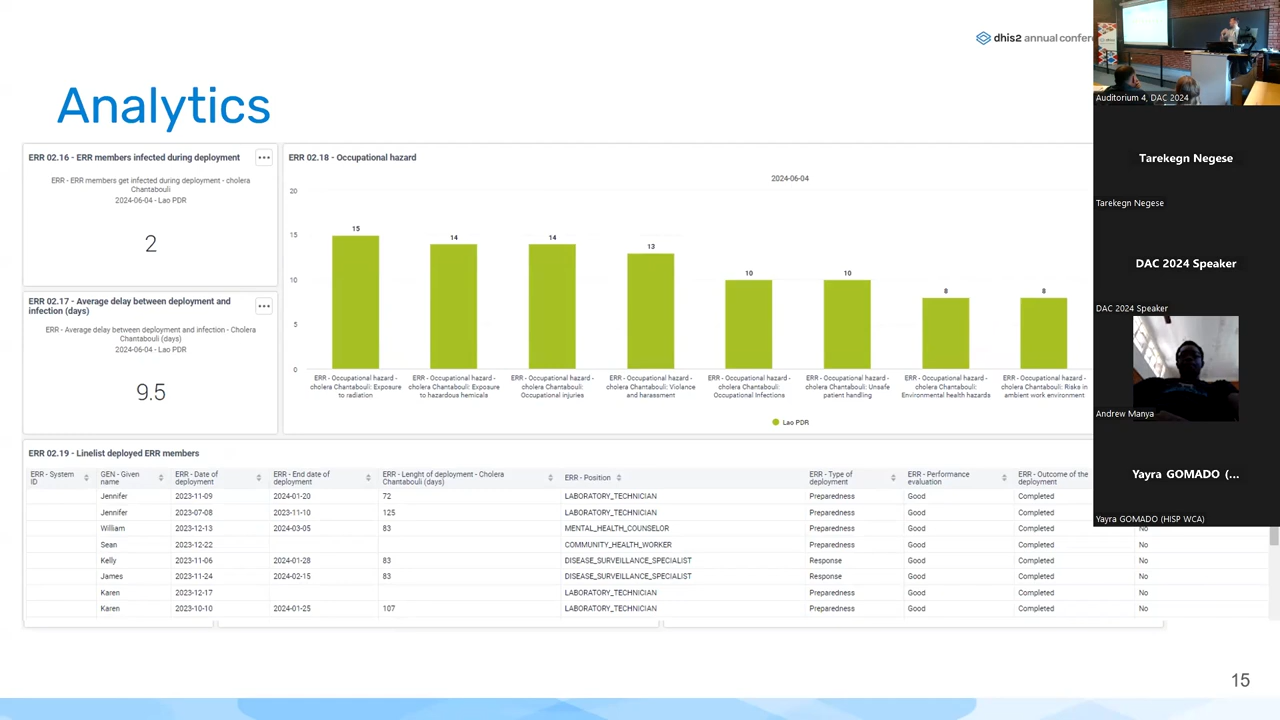 dhis2 annual confere
Analytics
ERR 02.16 - ERR members infected during deployment
ERR - ERR members get infected during deployment - cholera
Chantabouli
2024-06-04 - Lao PDR
2
ERR 02.17 - Average delay between deployment and
infection (days)
ERR - Average delay between deployment and infection - Cholera
Chantabouli (days)
2024-06-04 - Lao PDR
9.5
ERR 02.18 - Occupational hazard
2024-06-04
20
15
10
5
0
15
14
14
13
10
10
8
8
ERR - Occupational hazard -
cholera Chantabouli: Exposure
to radiation
ERR - Occupational hazard -
cholera Chantabouli: Exposure
to hazardous hemicals
ERR - Occupational hazard -
cholera Chantabouli:
Occupational injuries
ERR - Occupational hazard -
cholera Chantabouli: Violance
and harassment
ERR - Occupational hazard -
cholera Chantabouli:
Occupational Infections
ERR - Occupational hazard -
cholera Chantabouli: Unsafe
patient handling
ERR - Occupational hazard -
cholera Chantabouli:
Environmental health hazards
ERR - Occupational hazard -
cholera Chantabouli: Risks in
ambient work environment
Lao PDR
ERR 02.19 - Linelist deployed ERR members
ERR - System ID GEN - Given name ERR - Date of deployment ERR - End date of deployment ERR - Lenght of deployment - Cholera Chantabouli (days) ERR - Position ERR - Type of deployment ERR - Performance evaluation ERR - Outcome of the deployment
Jennifer 2023-11-09 2024-01-20 72 LABORATORY_TECHNICIAN Preparedness Good Completed
Jennifer 2023-07-08 2023-11-10 125 LABORATORY_TECHNICIAN Preparedness Good Completed
William 2023-12-13 2024-03-05 83 MENTAL_HEALTH_COUNSELOR Preparedness Good Completed No
Sean 2023-12-22 COMMUNITY_HEALTH_WORKER Preparedness Good Completed No
Kelly 2023-11-06 2024-01-28 83 DISEASE_SURVEILLANCE_SPECIALIST Response Good Completed No
James 2023-11-24 2024-02-15 83 DISEASE_SURVEILLANCE_SPECIALIST Response Good Completed No
Karen 2023-12-17 LABORATORY_TECHNICIAN Preparedness Good Completed No
Karen 2023-10-10 2024-01-25 107 LABORATORY_TECHNICIAN Preparedness Good Completed No
15
Auditorium 4, DAC 2024
Tarekegn Negese
Tarekegn Negese
DAC 2024 Speaker
DAC 2024 Speaker
Andrew Manya
Yayra GOMADO (...
Yayra GOMADO (HISP WCA)